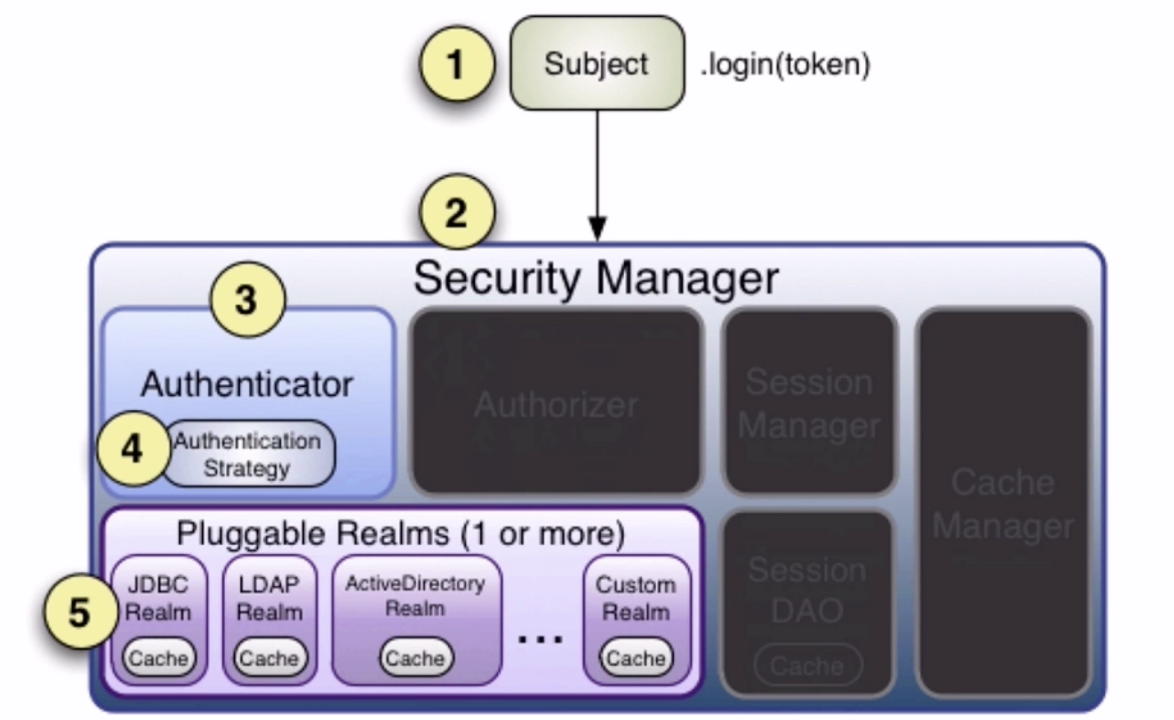 1
Subject
.login(token)
2
Security Manager
3
Authenticator
4
Authentication
Strategy
Authorizer
Session
Manager
Cache
Manager
Pluggable Realms (1 or more)
5
JDBC
Realm
Cache
LDAP
Realm
Cache
ActiveDirectory
Realm
Cache
...
Custom
Realm
Cache
Session
DAO
Cache